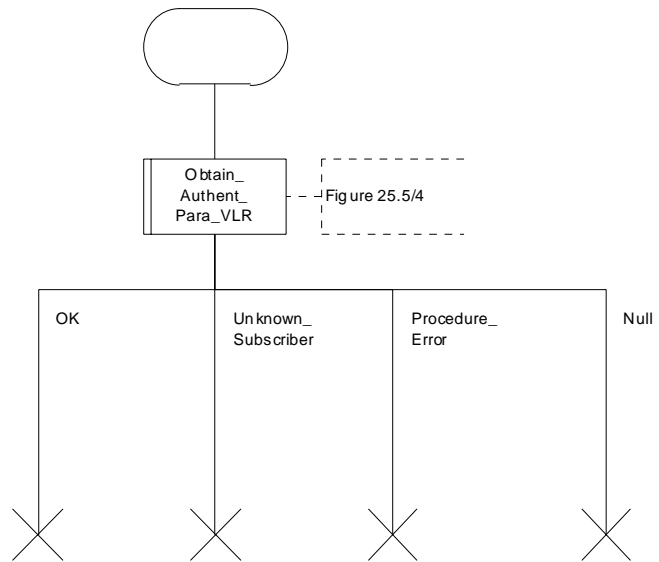 Obtain_
Authent_
Para_VLR
Figure 25.5/4
OK
Unknown_
Subscriber
Procedure_
Error
Null